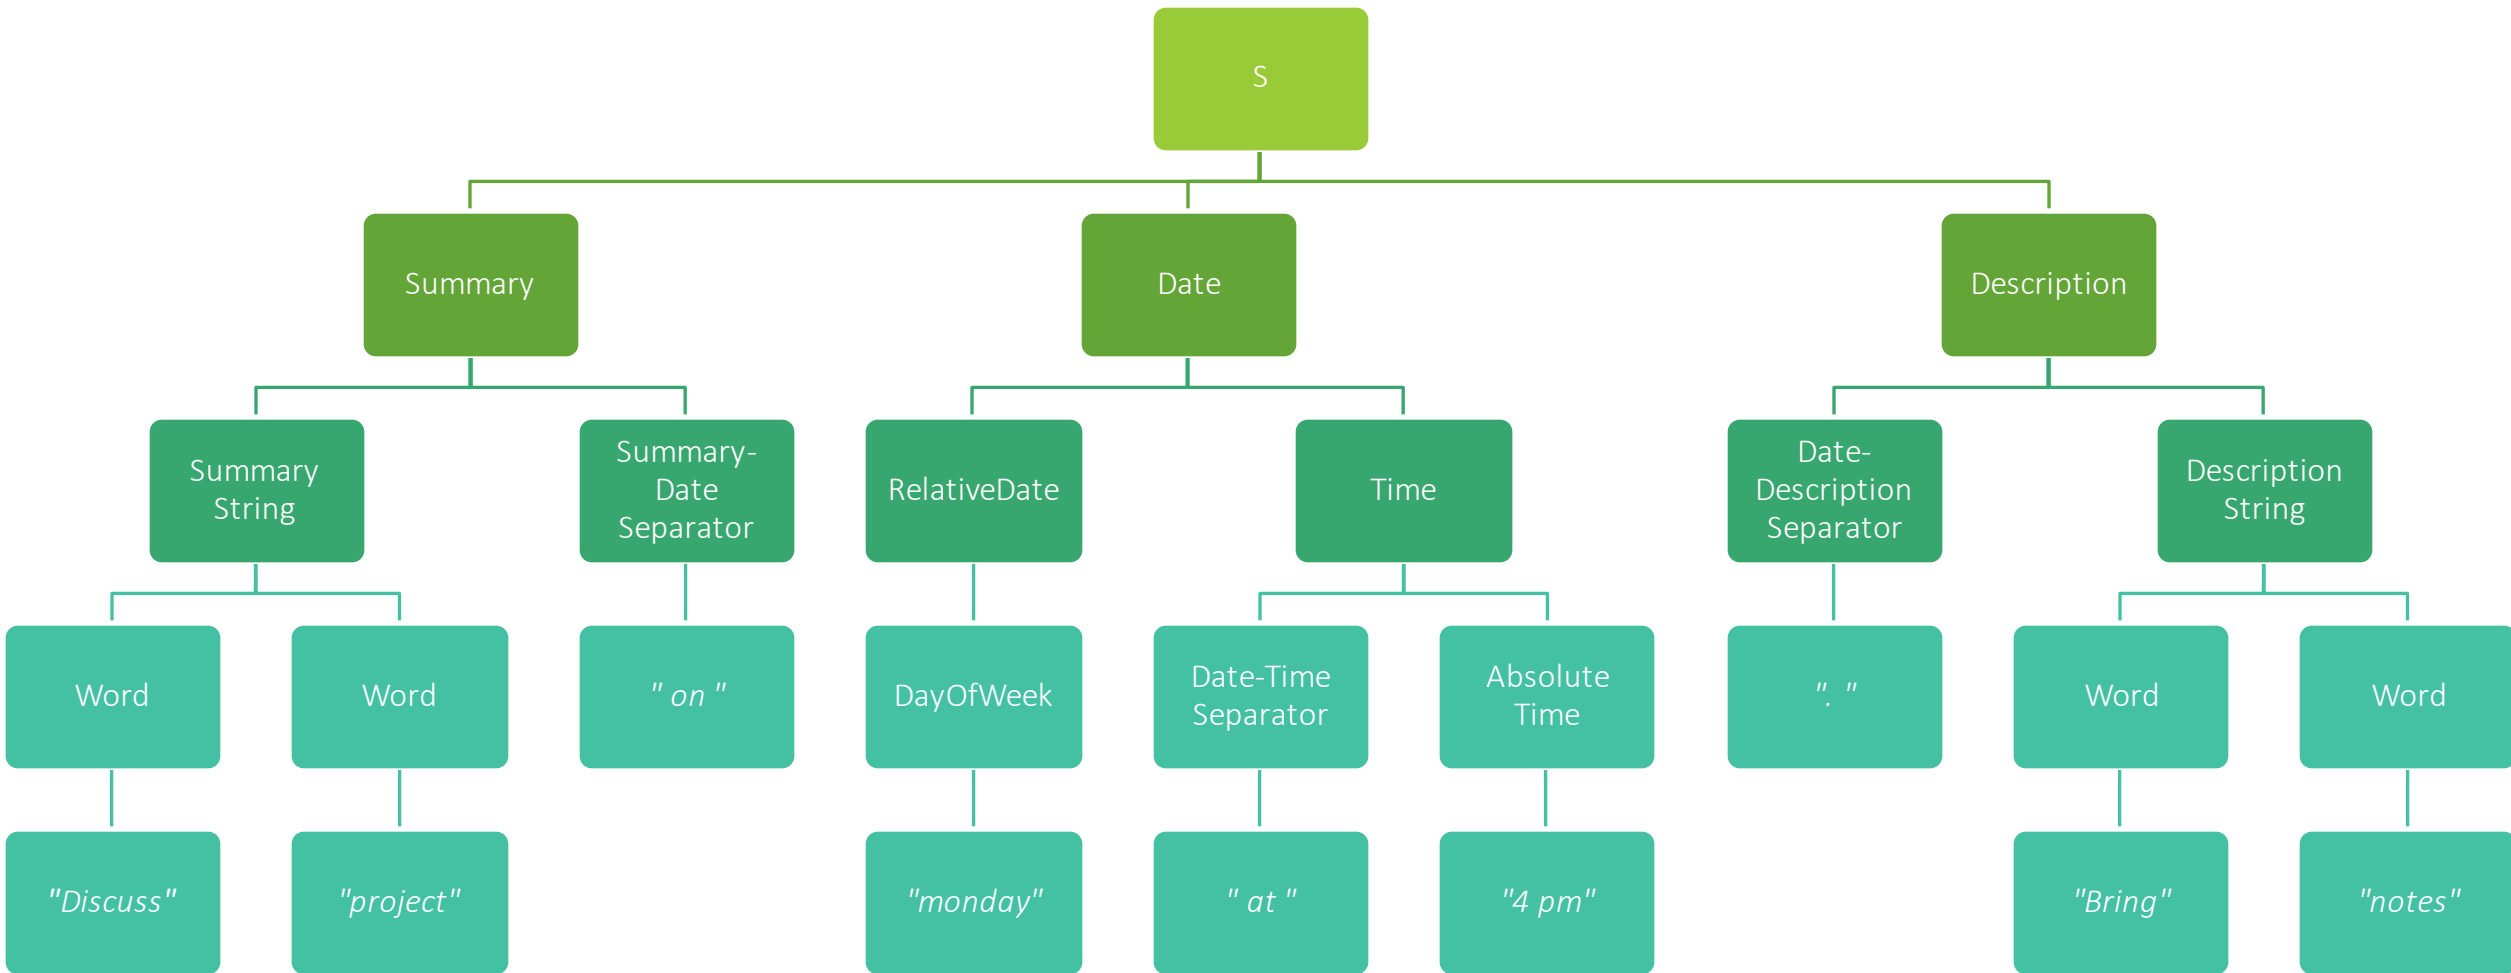 S
Summary
Date
Description
Summary
String
Summary-
Date
Separator
RelativeDate
Time
Date-
Description
Separator
Description
String
Word
Word
" on "
DayOfWeek
Date-Time
Separator
Absolute
Time
". "
Word
Word
"Discuss"
"project"
"monday"
" at "
"4 pm"
"Bring"
"notes"